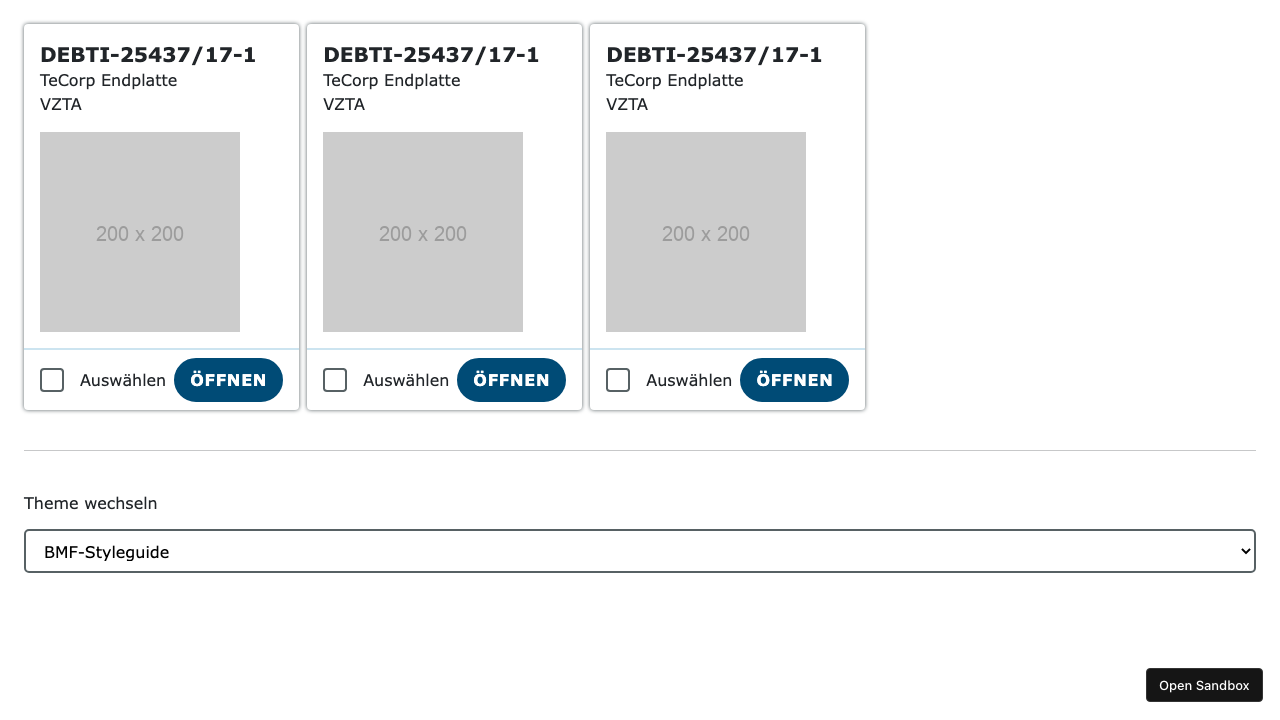 DEBTI-25437/17-1
TeCorp Endplatte
VZTA
200 x 200
Auswählen ÖFFNEN
DEBTI-25437/17-1
TeCorp Endplatte
VZTA
200 x 200
Auswählen ÖFFNEN
DEBTI-25437/17-1
TeCorp Endplatte
VZTA
200 x 200
Auswählen ÖFFNEN
Theme wechseln
BMF-Styleguide
Open Sandbox